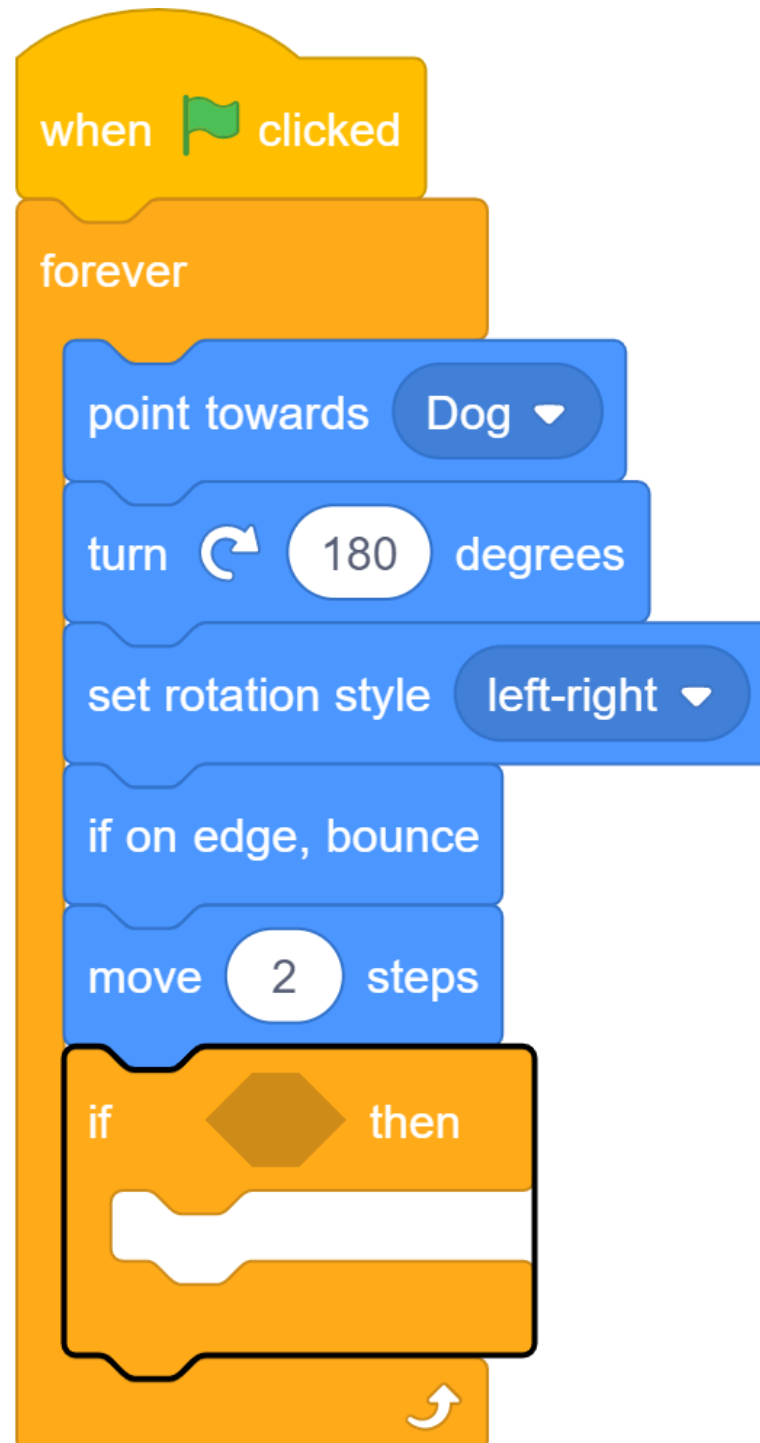 when clicked
forever
point towards Dog
turn 180 degrees
set rotation style left-right
if on edge, bounce
move 2 steps
if then